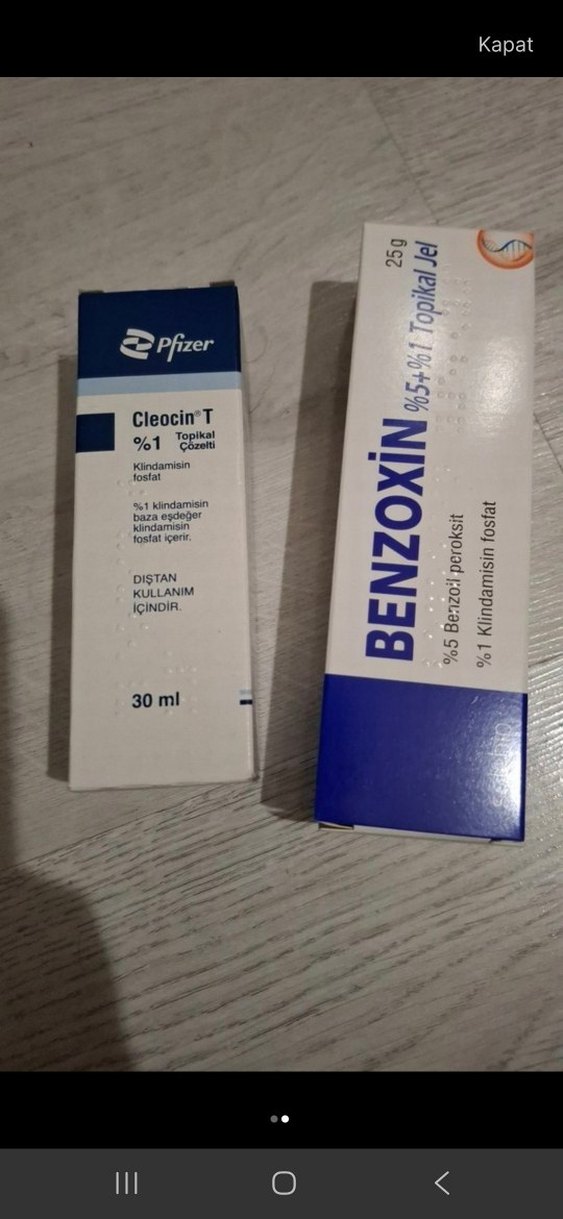 Kapat
Pfizer
Cleocin® T
%1 Topikal
Çözelti
Klindamisin
fosfat
%1 klindamisin
baza eşdeğer
klindamisin
fosfat içerir.
DIŞTAN
KULLANIM
İÇİNDİR.
30 ml
25 g
BENZOXİN %5+%1 Topikal Jel
%5 Benzoil peroksit
%1 Klindamisin fosfat